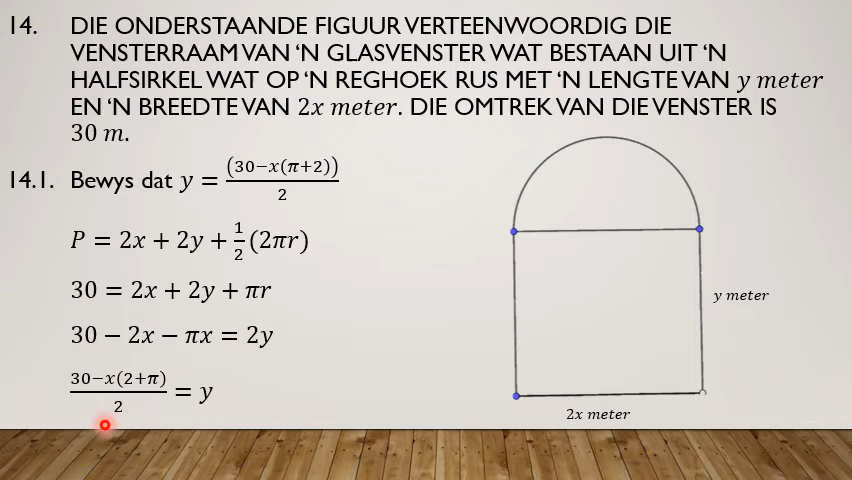 14. DIE ONDERSTAANDE FIGUUR VERTEENWOORDIG DIE
VENSTERRAAM VAN ‘N GLASVENSTER WAT BESTAAN UIT ‘N
HALFSIRKEL WAT OP ‘N REGHOEK RUS MET ‘N LENGTE VAN y meter
EN ‘N BREEDTE VAN 2x meter. DIE OMTREK VAN DIE VENSTER IS
30 m.
14.1. Bewys dat y = (30−x(π+2))/2
P = 2x + 2y + 1/2 (2πr)
30 = 2x + 2y + πr
30 − 2x − πx = 2y
30−x(2+π)/2 = y
y meter
2x meter